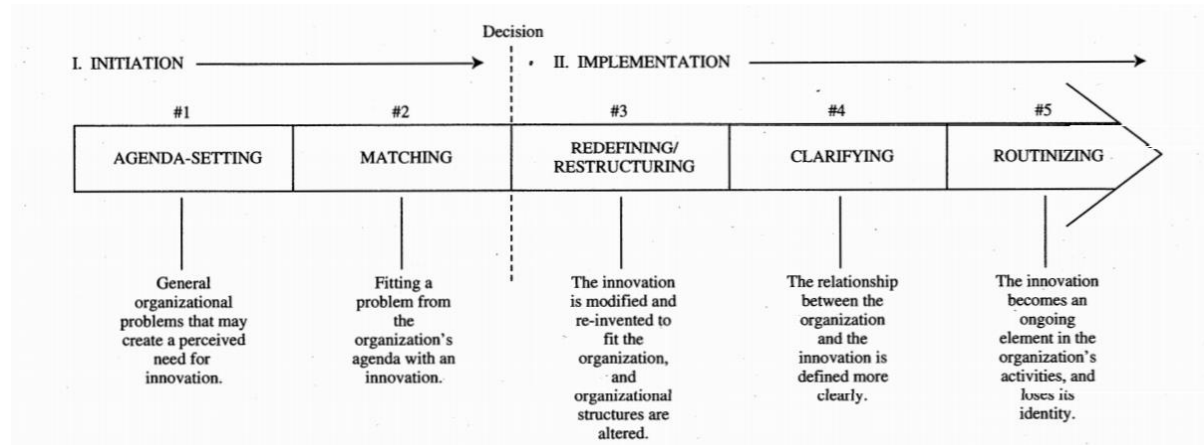 Decision
I. INITIATION
II. IMPLEMENTATION
#1
#2
#3
#4
#5
AGENDA-SETTING
MATCHING
REDEFINING/
RESTRUCTURING
CLARIFYING
ROUTINIZING
General
organizational
problems that may
create a perceived
need for
innovation.
Fitting a
problem from
the
organization's
agenda with an
innovation.
The innovation
is modified and
re-invented to
fit the
organization,
and
organizational
structures are
altered.
The relationship
between the
organization
and the
innovation is
defined more
clearly.
The innovation
becomes an
ongoing
element in the
organization's
activities, and
loses its
identity.